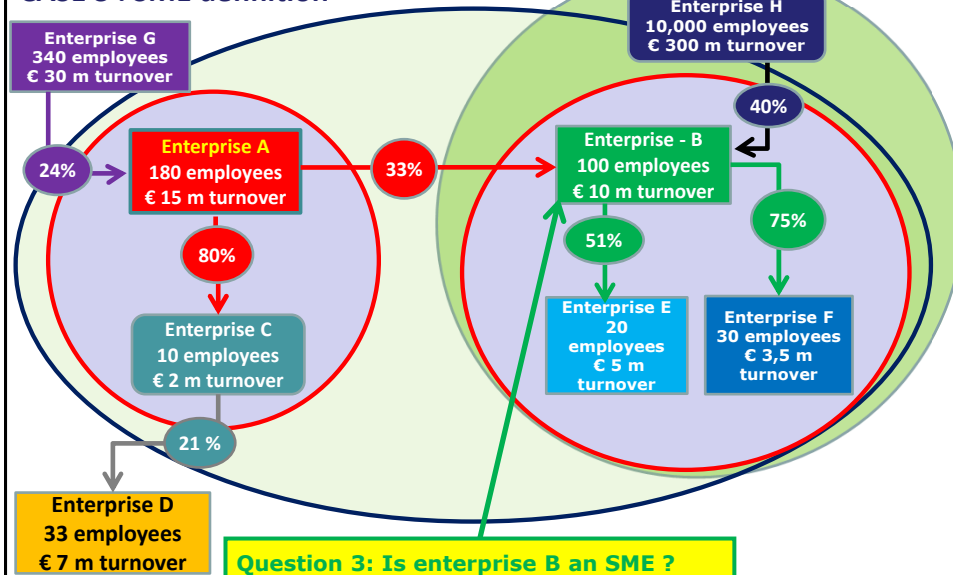 Enterprise H
10,000 employees
€ 300 m turnover
Enterprise G
340 employees
€ 30 m turnover
40%
Enterprise A
180 employees
€ 15 m turnover
24%
33%
Enterprise - B
100 employees
€ 10 m turnover
75%
51%
80%
Enterprise C
10 employees
€ 2 m turnover
Enterprise E
20
employees
€ 5 m
turnover
Enterprise F
30 employees
€ 3,5 m
turnover
21 %
Enterprise D
33 employees
€ 7 m turnover
Question 3: Is enterprise B an SME ?